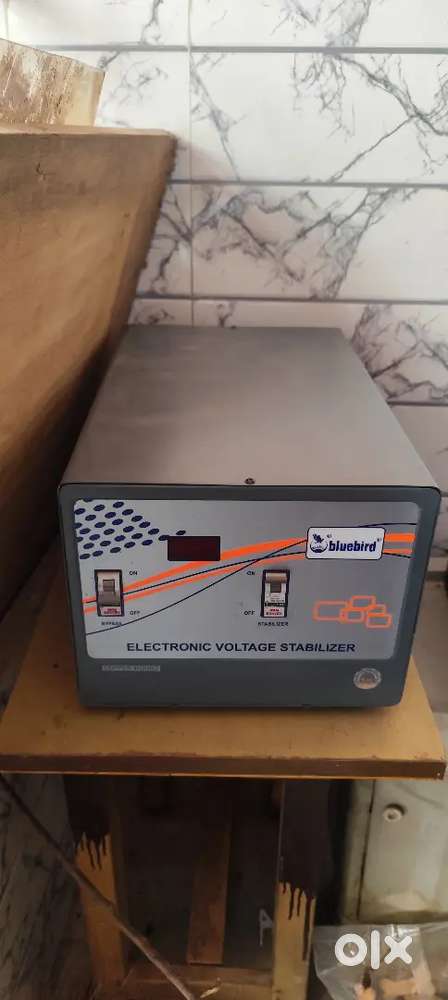 bluebird
ON
ON
OFF
OFF
BYPASS
STABILIZER
ELECTRONIC VOLTAGE STABILIZER
olx